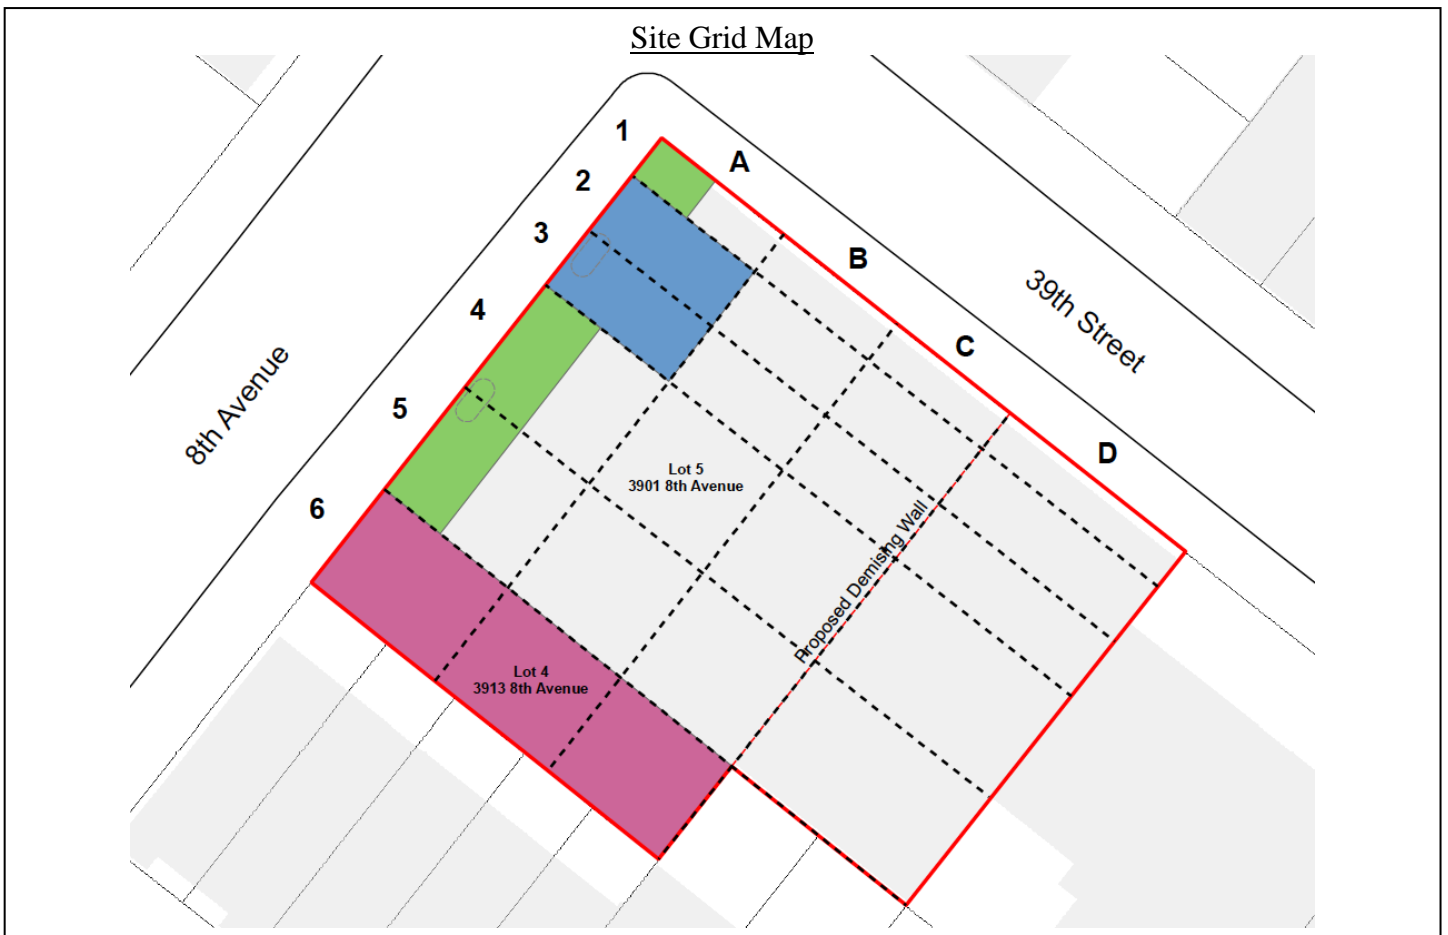 Site Grid Map
1
A
2
3
B
4
39th Street
C
8th Avenue
5
D
Lot 5
3901 8th Avenue
6
Proposed Demising Wall
Lot 4
3913 8th Avenue